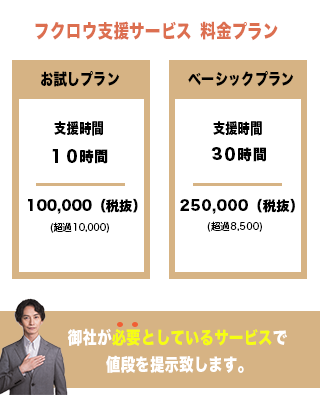 フクロウ支援サービス 料金プラン
お試しプラン
支援時間
10時間
100,000（税抜）
(超過10,000)
ベーシックプラン
支援時間
30時間
250,000（税抜）
(超過8,500)
御社が必要としているサービスで
値段を提示致します。